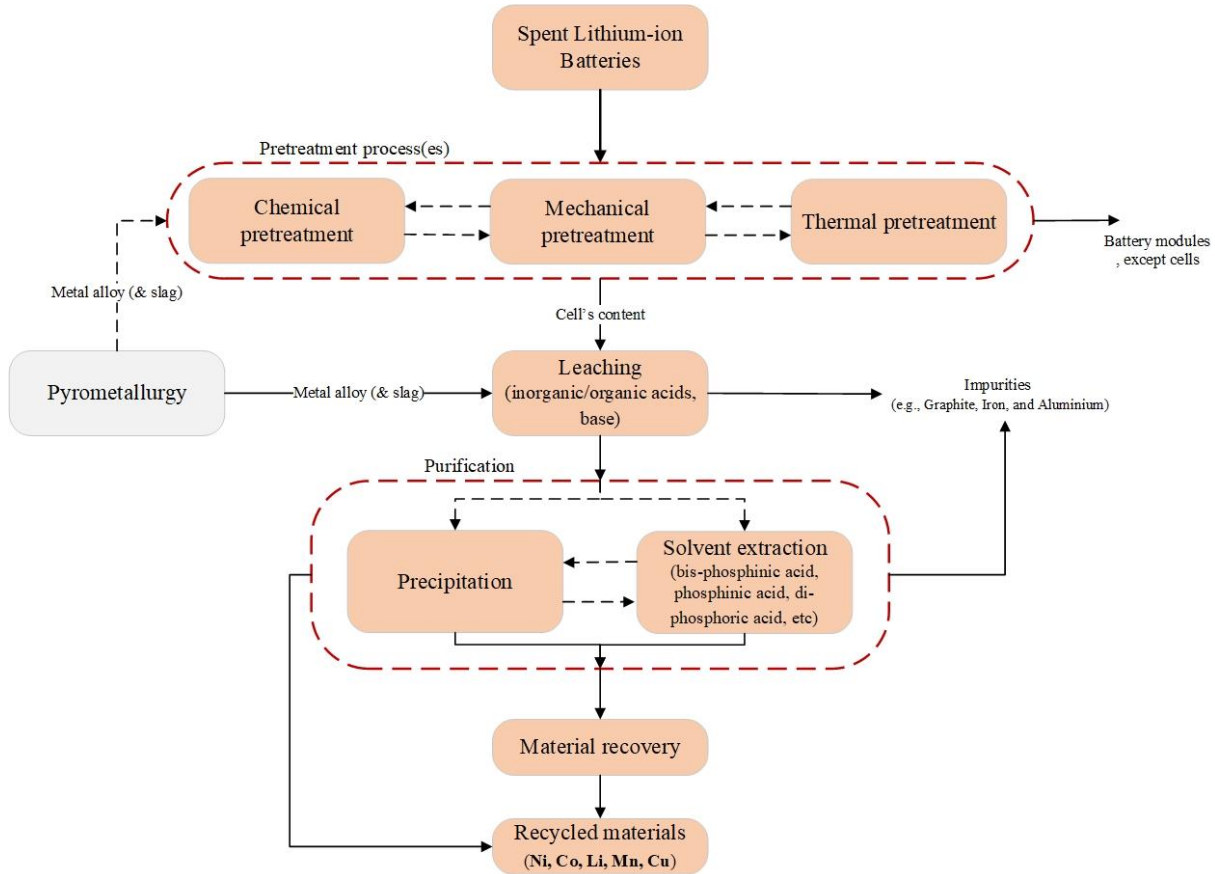 Spent Lithium-ion
Batteries
Pretreatment process(es)
Chemical
pretreatment
Mechanical
pretreatment
Thermal pretreatment
Battery modules
, except cells
Metal alloy (& slag)
Cell's content
Pyrometallurgy
Metal alloy (& slag)
Leaching
(inorganic/organic acids,
base)
Impurities
(e.g., Graphite, Iron, and Aluminium)
Purification
Precipitation
Solvent extraction
(bis-phosphinic acid,
phosphinic acid, di-
phosphoric acid, etc)
Material recovery
Recycled materials
(Ni, Co, Li, Mn, Cu)